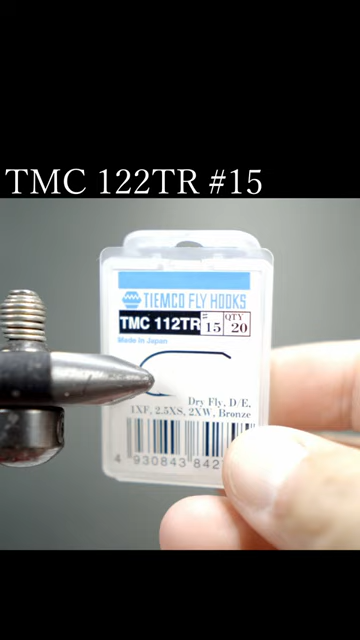 TMC 122TR #15
TIEMCO FLY HOOKS
TMC 112TR # 15 QTY 20
Made in Japan
Dry Fly, D/E,
1XF, 2.5XS, 2XW, Bronze
4 930843 842